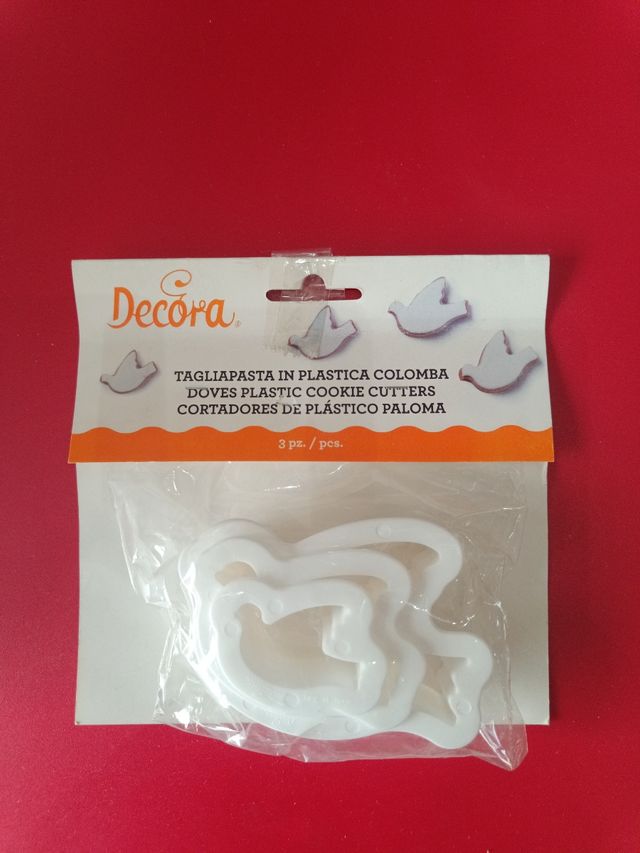 Decora®
TAGLIAPASTA IN PLASTICA COLOMBA
DOVES PLASTIC COOKIE CUTTERS
CORTADORES DE PLÁSTICO PALOMA
3 pz. / pcs.